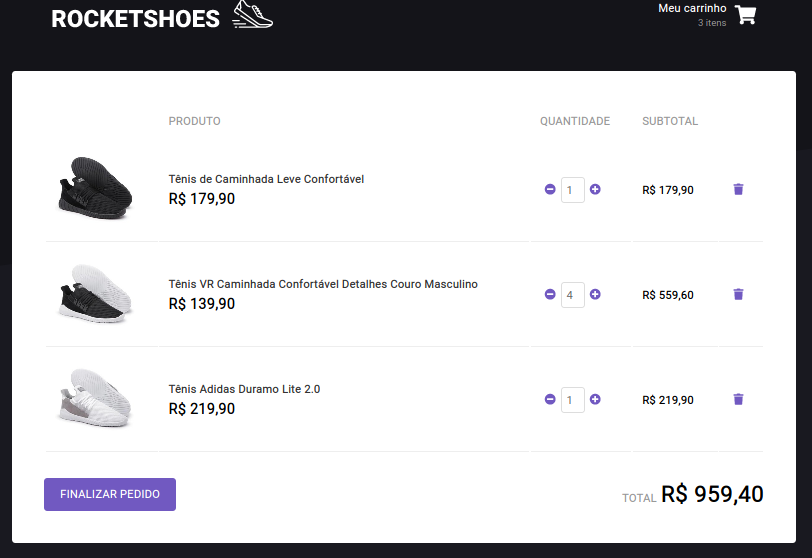 ROCKETSHOES
Meu carrinho
3 itens
PRODUTO QUANTIDADE SUBTOTAL
Tênis de Caminhada Leve Confortável
R$ 179,90
1
R$ 179,90
Tênis VR Caminhada Confortável Detalhes Couro Masculino
R$ 139,90
4
R$ 559,60
Tênis Adidas Duramo Lite 2.0
R$ 219,90
1
R$ 219,90
FINALIZAR PEDIDO
TOTAL R$ 959,40